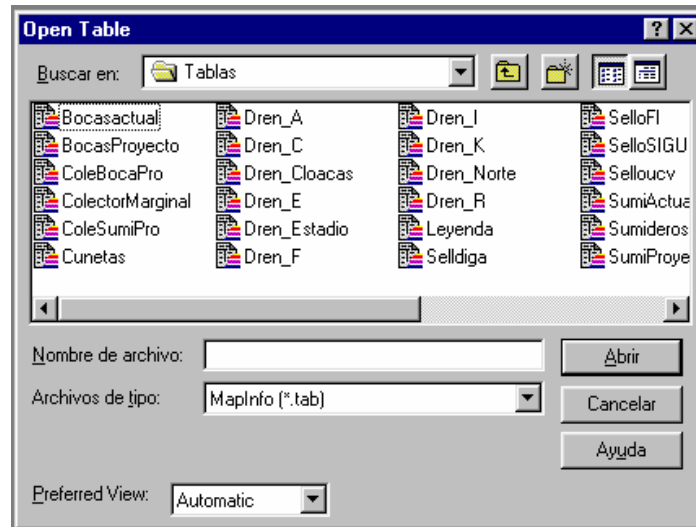 Open Table
Buscar en: Tablas
Bocasactual Dren_A Dren_I SelloFI
BocasProyecto Dren_C Dren_K SelloSIGU
ColeBocaPro Dren_Cloacas Dren_NorteSelloucv
ColectorMarginal Dren_E Dren_R SumiActua
ColeSumiPro Dren_Estadio Leyenda Sumideros
Cunetas Dren_F Selldiga SumiProye
Nombre de archivo: Abrir
Archivos de tipo: MapInfo (*.tab) Cancelar
Ayuda
Preferred View: Automatic